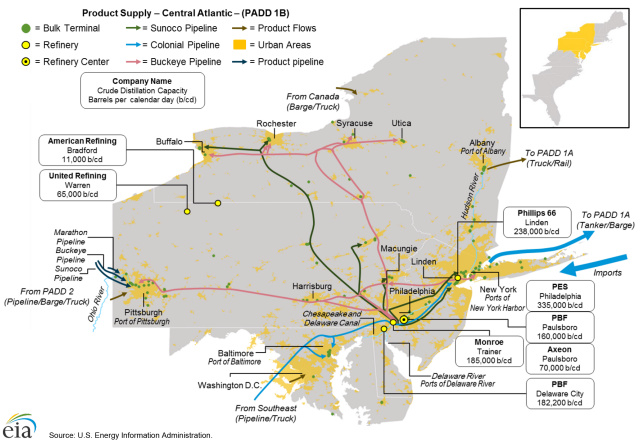 Product Supply – Central Atlantic – (PADD 1B)
= Bulk Terminal
= Sunoco Pipeline
= Product Flows
= Refinery
= Colonial Pipeline
= Urban Areas
= Refinery Center
= Buckeye Pipeline
= Product pipeline
Company Name
Crude Distillation Capacity
Barrels per calendar day (b/cd)
From Canada
(Barge/Truck)
Rochester
Syracuse
Utica
Buffalo
Albany
Port of Albany
To PADD 1A
(Truck/Rail)
American Refining
Bradford
11,000 b/cd
United Refining
Warren
65,000 b/cd
Hudson River
Phillips 66
Linden
238,000 b/cd
To PADD 1A
(Tanker/Barge)
Marathon
Pipeline
Buckeye
Pipeline
Sunoco
Pipeline
Macungie
Linden
Imports
From PADD 2
(Pipeline/Barge/Truck)
Ohio River
Pittsburgh
Port of Pittsburgh
Harrisburg
Philadelphia
New York
Ports of
New York Harbor
PES
Philadelphia
335,000 b/cd
Chesapeake and
Delaware Canal
PBF
Paulsboro
160,000 b/cd
Monroe
Trainer
185,000 b/cd
Axeon
Paulsboro
70,000 b/cd
Baltimore
Port of Baltimore
Washington D.C.
Delaware River
Ports of Delaware River
PBF
Delaware City
182,200 b/cd
From Southeast
(Pipeline/Truck)
eia
Source: U.S. Energy Information Administration.